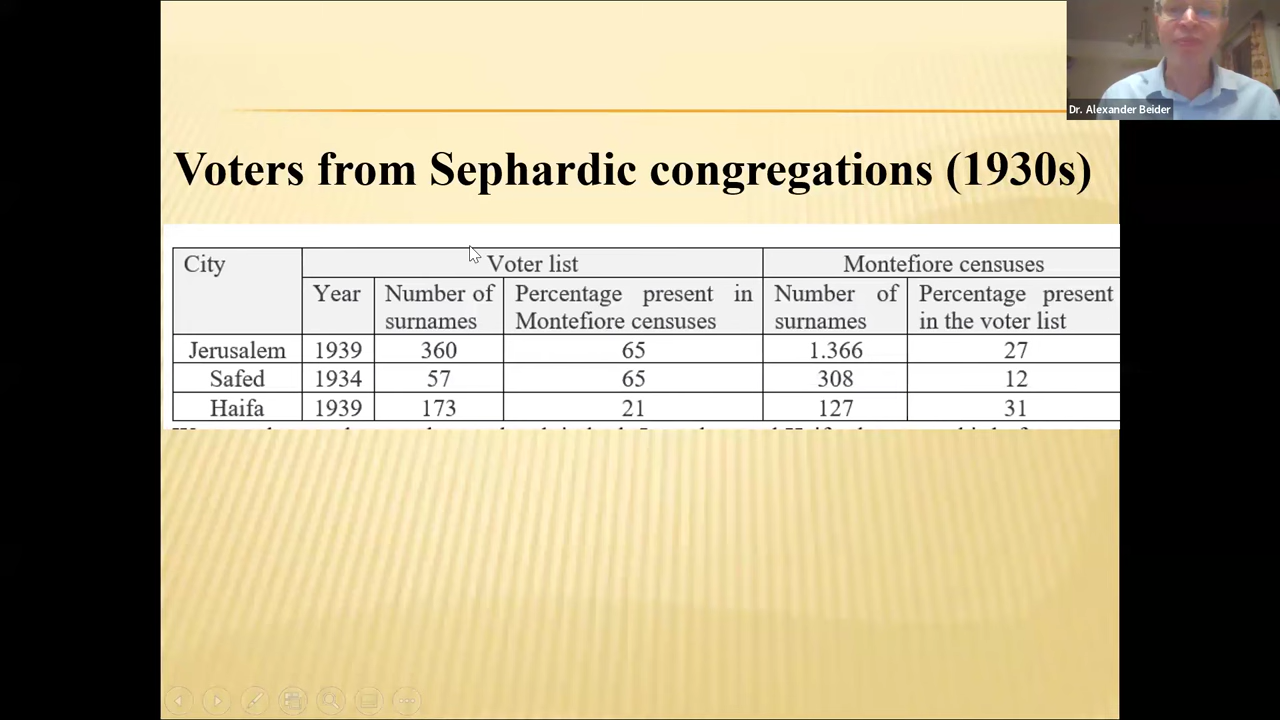 Dr. Alexander Beider
Voters from Sephardic congregations (1930s)
City Voter list Montefiore censuses
Year Number of surnames Percentage present in Montefiore censuses Number of surnames Percentage present in the voter list
Jerusalem 1939 360 65 1.366 27
Safed 1934 57 65 308 12
Haifa 1939 173 21 127 31